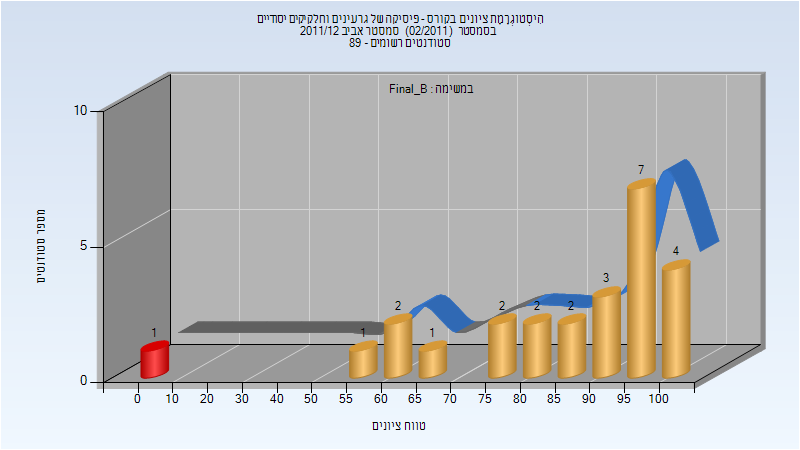 היסטוגרמת ציונים בקורס - פיסיקה של גרעינים וחלקיקים יסודיים
בסמסטר  (02/2011)  סמסטר אביב 2011/12
סטודנטים רשומים - 89
במשימה : Final_B
מספר סטודנטים
10
5
0
1
1
2
1
2
2
2
3
7
4
0 10 20 30 40 50 55 60 65 70 75 80 85 90 95 100
טווח ציונים